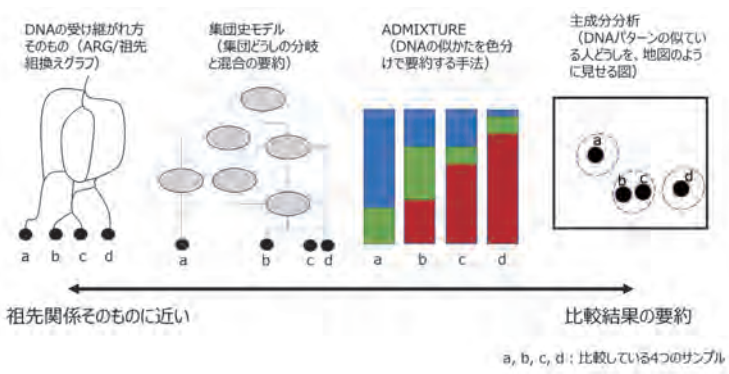 DNAの受け継がれ方
そのもの（ARG/祖先
組換えグラフ）
集団史モデル
（集団どうしの分岐
と混合の要約）
ADMIXTURE
（DNAの似かたを色分
けで要約する手法）
主成分分析
（DNAパターンの似てい
る人どうしを、地図のよう
に見せる図）
a b c d
a b c d
a b c d
a b c d
祖先関係そのものに近い
比較結果の要約
a, b, c, d : 比較している4つのサンプル